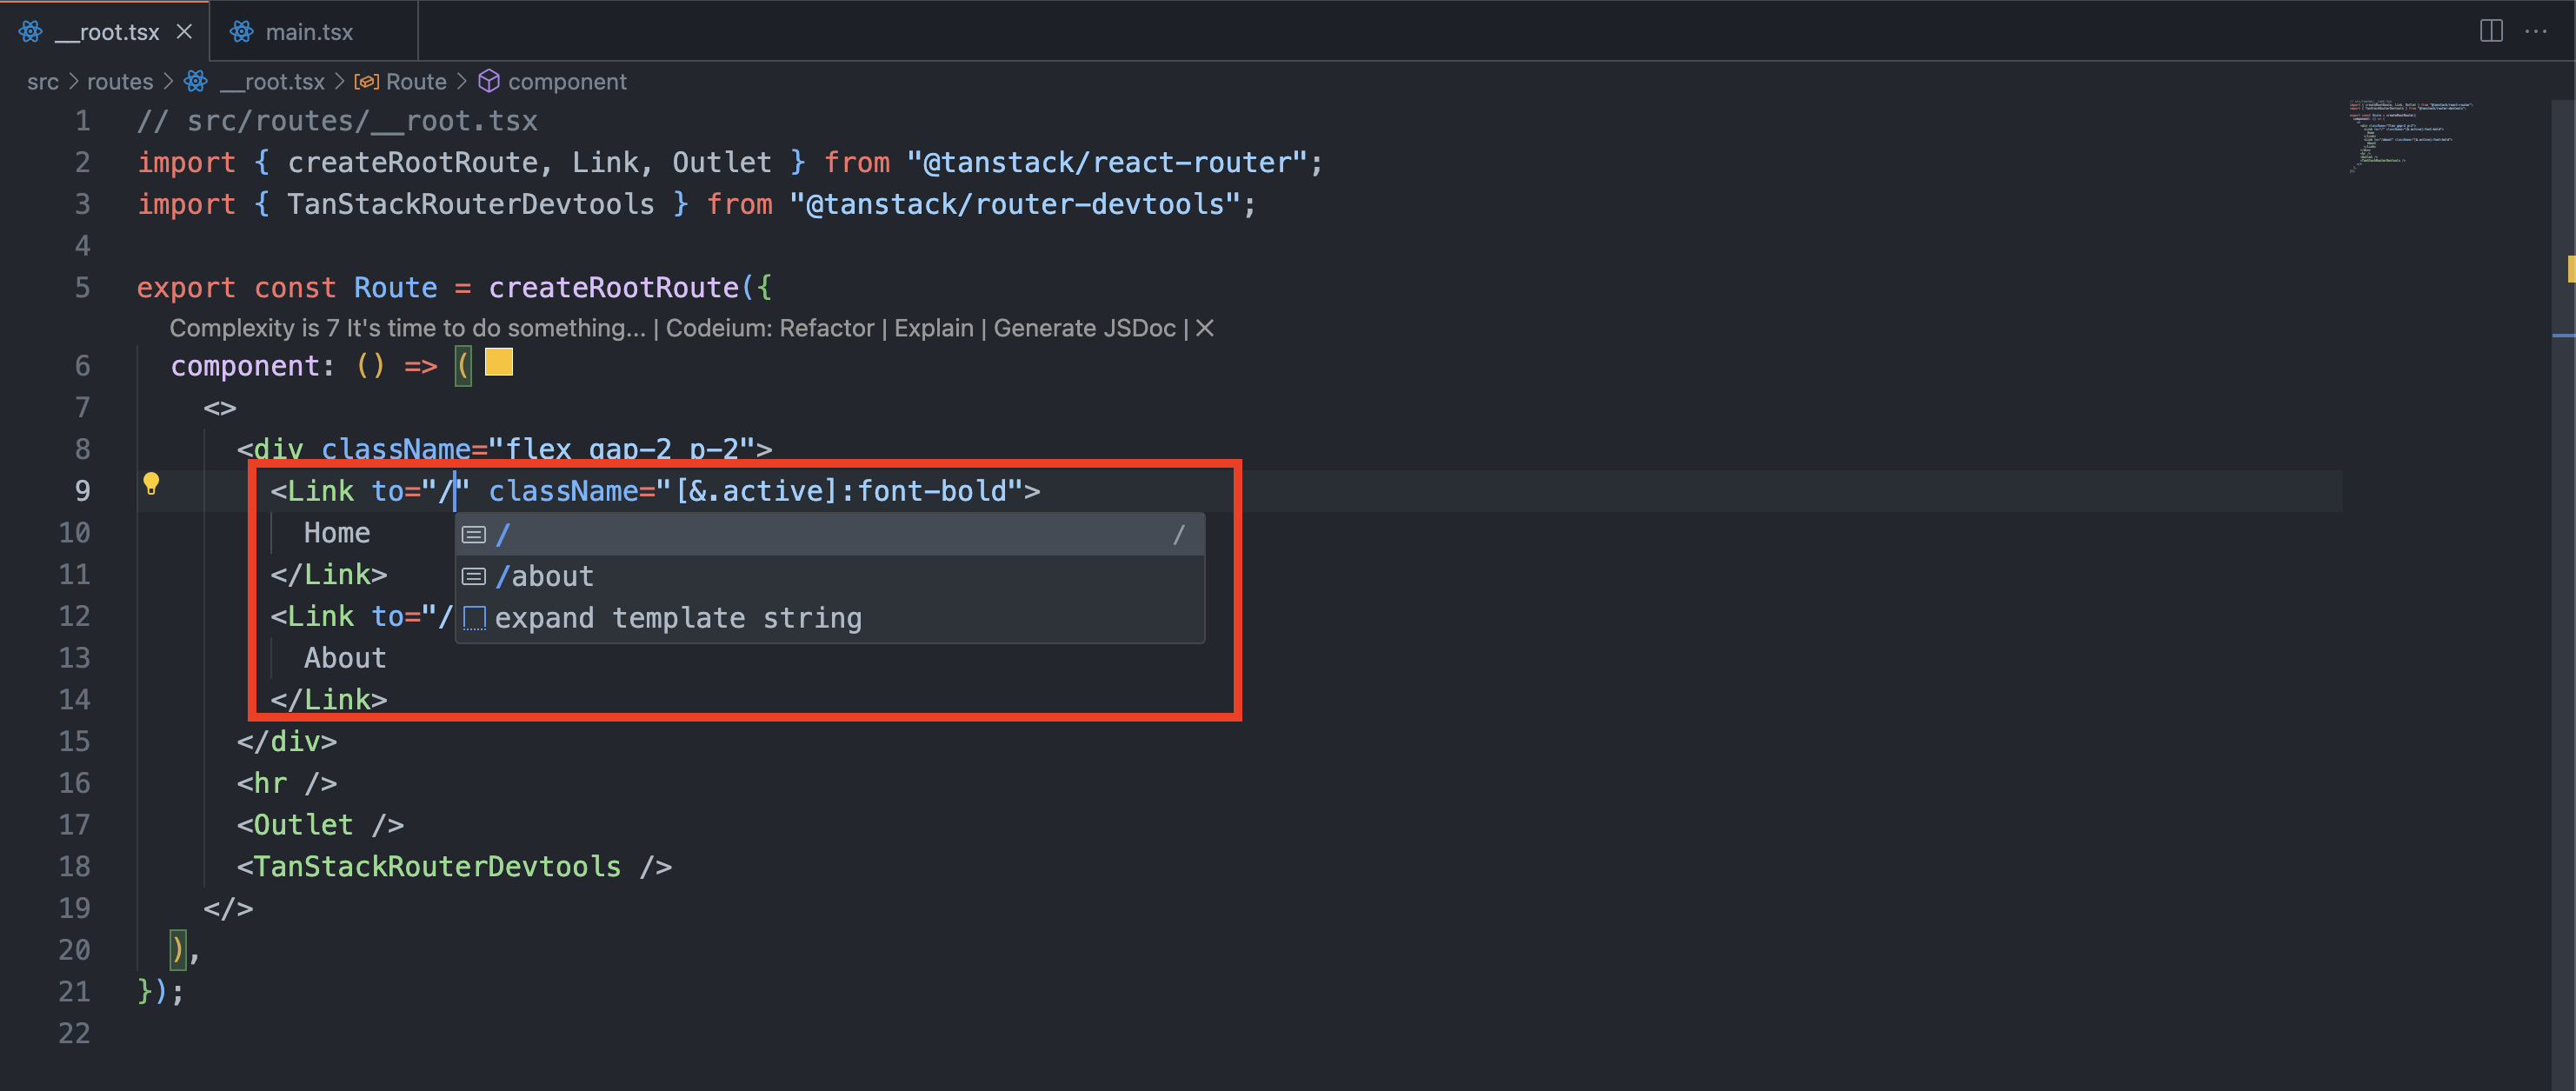 __root.tsx
main.tsx
src > routes > __root.tsx > Route > component
1 // src/routes/__root.tsx
2 import { createRootRoute, Link, Outlet } from "@tanstack/react-router";
3 import { TanStackRouterDevtools } from "@tanstack/router-devtools";
4
5 export const Route = createRootRoute({
Complexity is 7 It's time to do something... | Codeium: Refactor | Explain | Generate JSDoc | ×
6 component: () => (
7 <>
8 <div className="flex gap-2 p-2">
9 <Link to="/" className="[&.active]:font-bold">
10 Home
/ /
11 </Link>
/about
12 <Link to="/
expand template string
13 About
14 </Link>
15 </div>
16 <hr />
17 <Outlet />
18 <TanStackRouterDevtools />
19 </>
20 ),
21 });
22